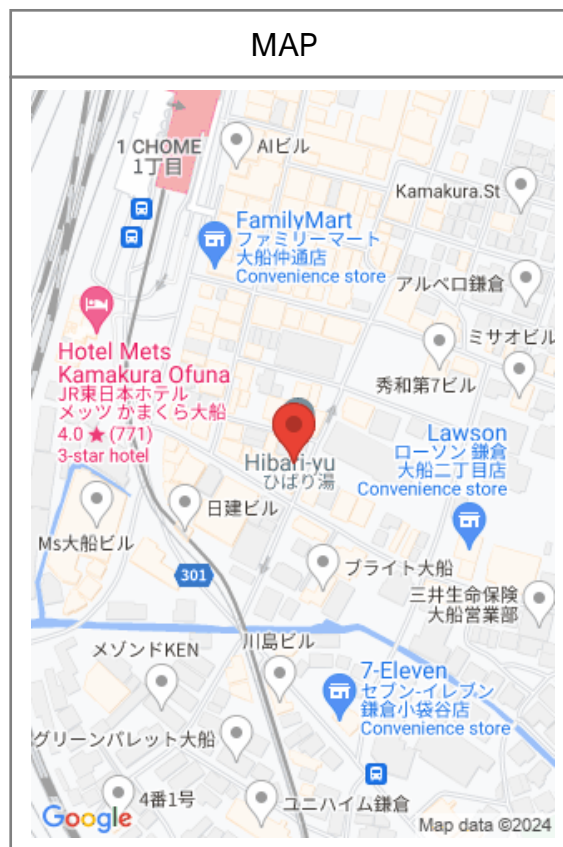 MAP
1 CHOME
1丁目
AIビル
Kamakura.St
FamilyMart
ファミリーマート
大船仲通店
Convenience store
アルベロ鎌倉
ミサオビル
Hotel Mets
Kamakura Ofuna
JR東日本ホテル
メッツ かまくら大船
4.0 ★ (771)
3-star hotel
秀和第7ビル
Lawson
ローソン 鎌倉
大船二丁目店
Convenience store
Hibari-yu
ひばり湯
日建ビル
Ms大船ビル
301
ブライト大船
三井生命保険
大船営業部
川島ビル
メゾンドKEN
7-Eleven
セブン-イレブン
鎌倉小袋谷店
Convenience store
グリーンパレット大船
4番1号
ユニハイム鎌倉
Google
Map data ©2024